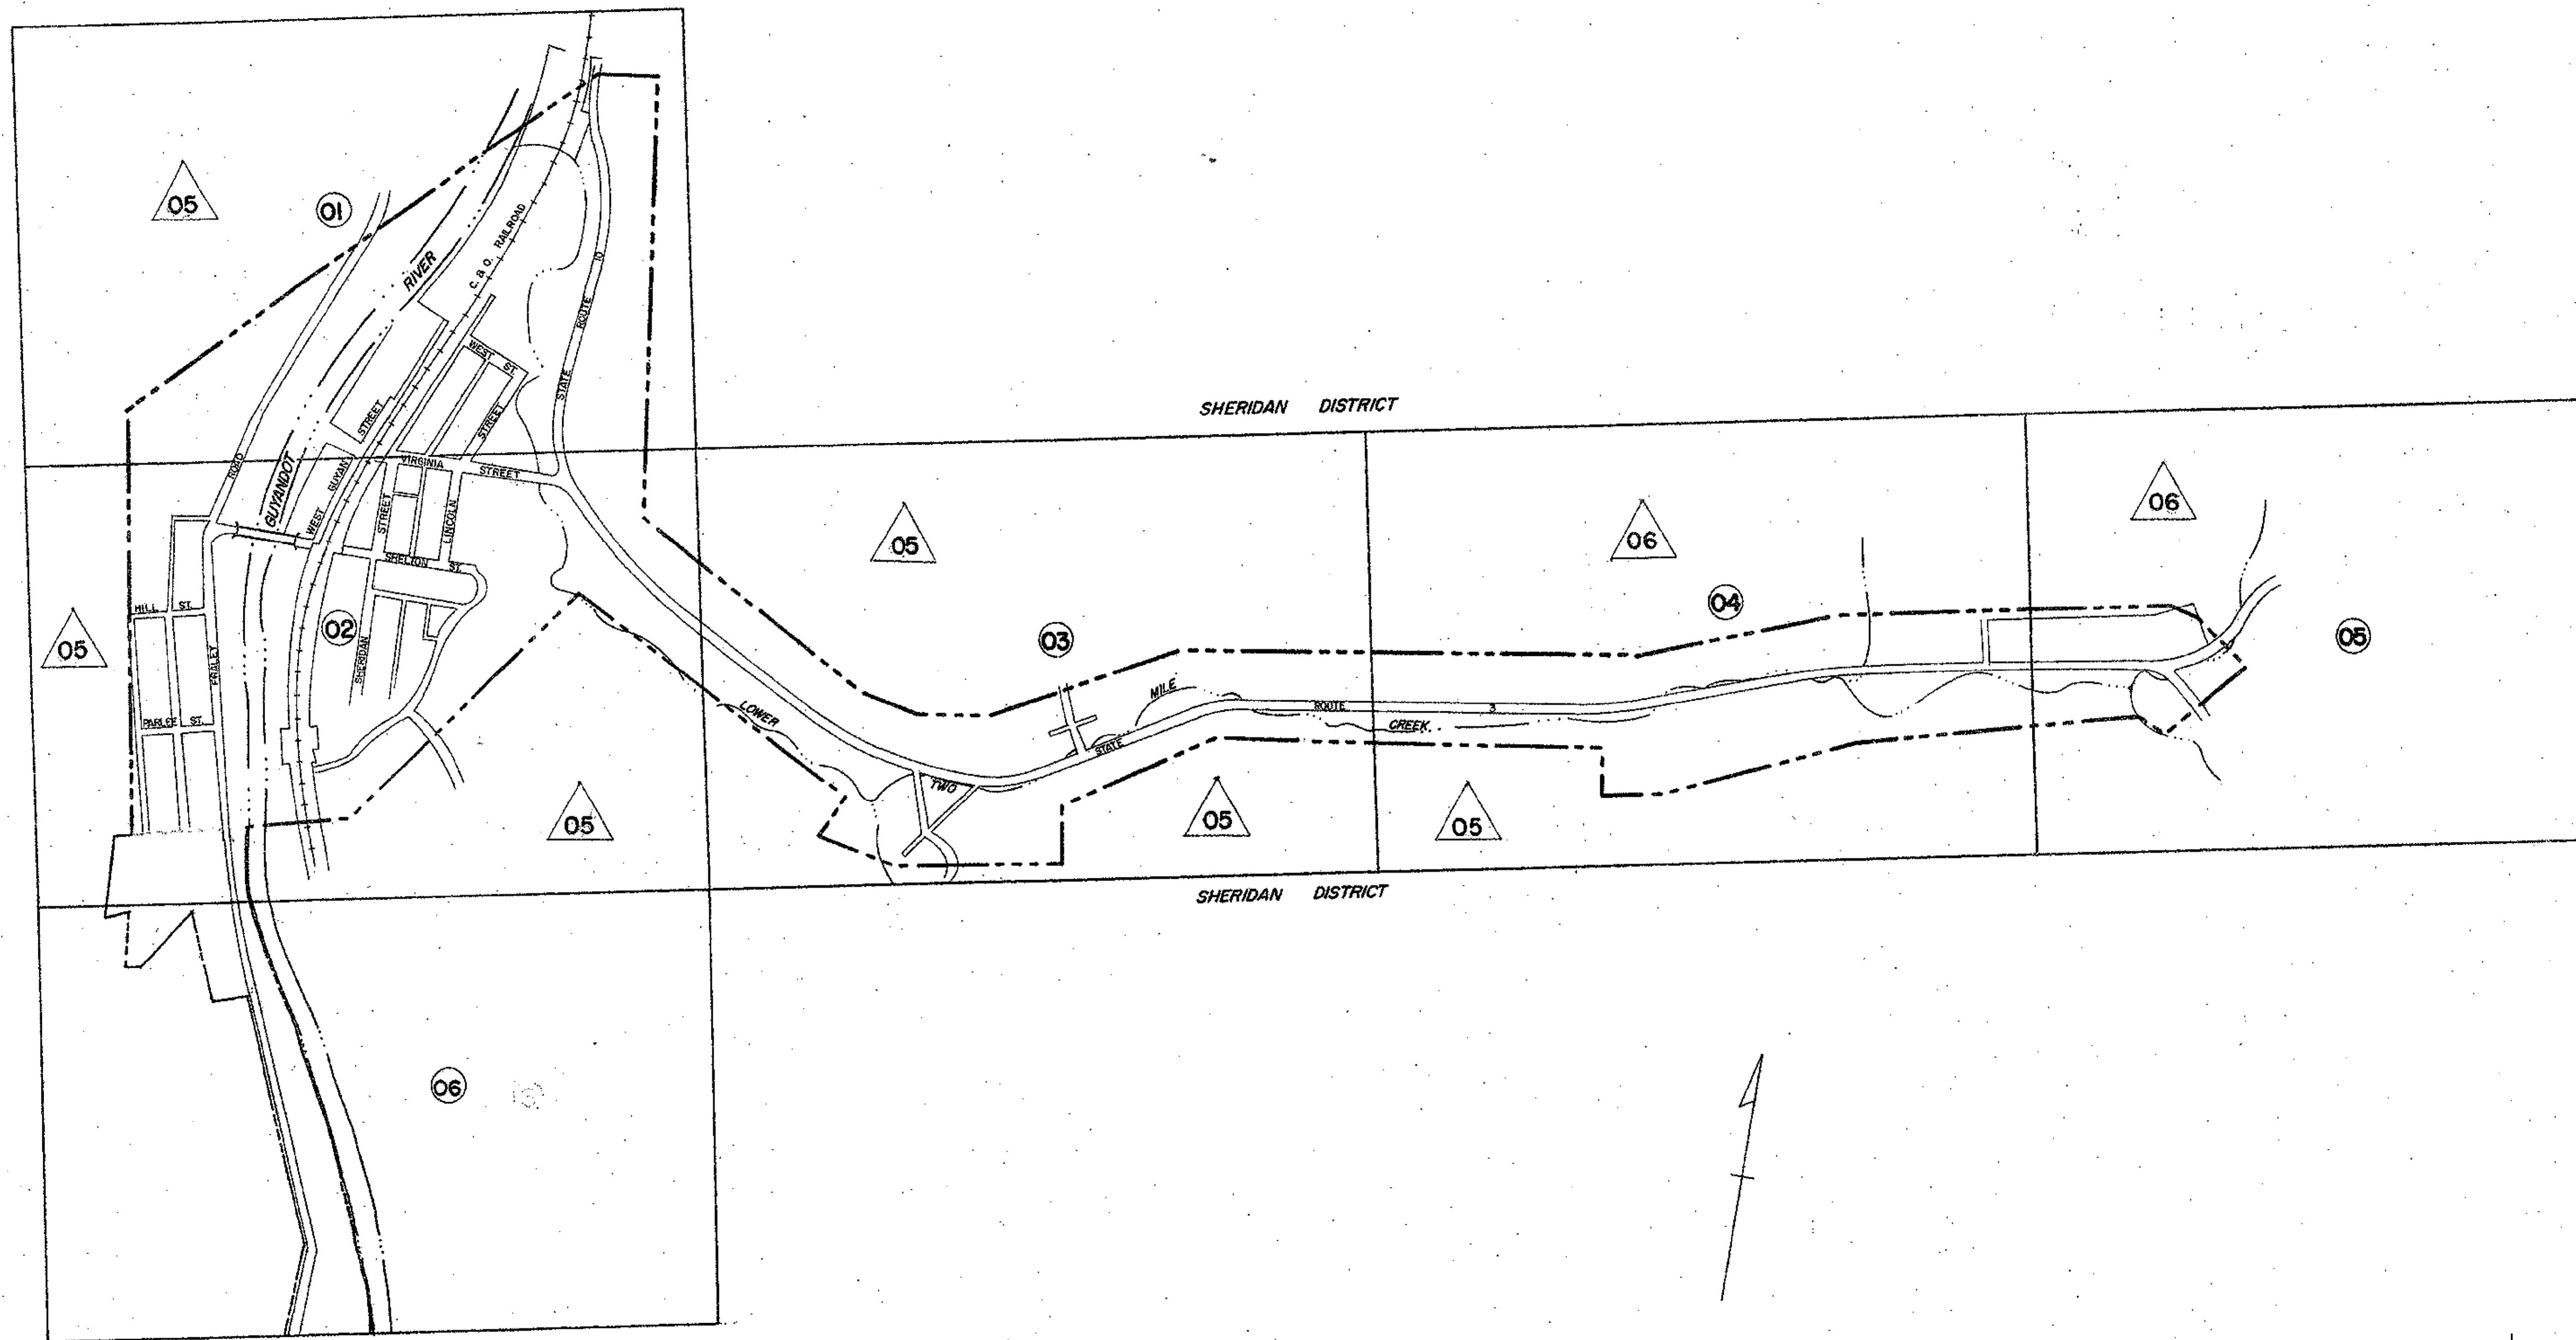 05
01
RIVER
C. & O. RAILROAD
STATE ROUTE 10
WEST ST.
STREET
STREET
SHERIDAN DISTRICT
ROAD
GUYANDOT
WEST GUYAN
VIRGINIA STREET
STREET
LINCOLN
SHELTON ST.
05
06
06
HILL ST.
02
05
FRALEY
SHERIDAN
03
04
05
PARLEE ST.
LOWER
TWO
MILE
CREEK
STATE
ROUTE
3
05
05
05
SHERIDAN DISTRICT
06